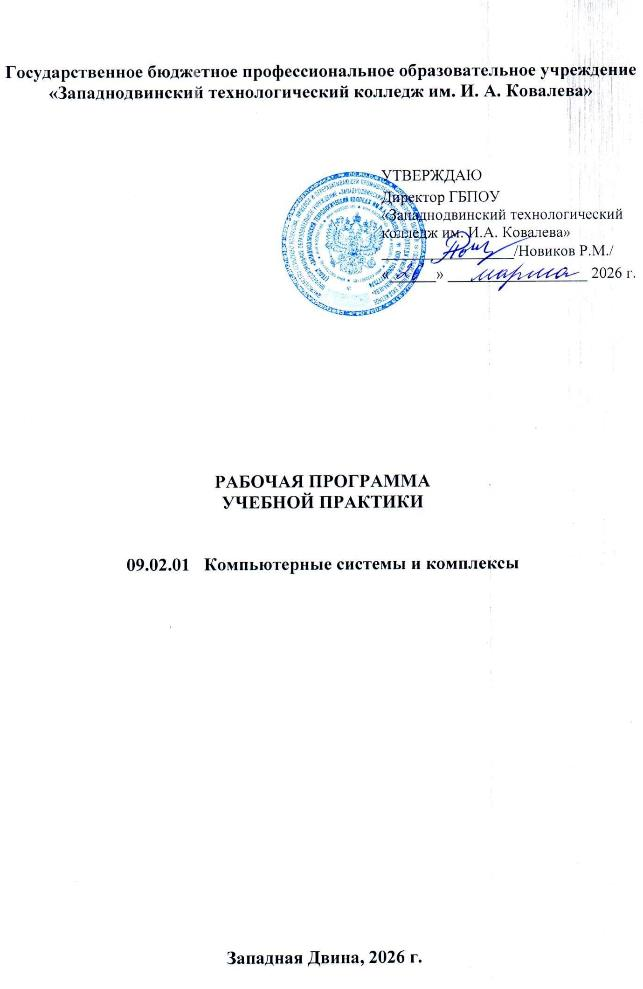 Государственное бюджетное профессиональное образовательное учреждение
«Западнодвинский технологический колледж им. И. А. Ковалева»
УТВЕРЖДАЮ
Директор ГБПОУ
«Западнодвинский технологический
колледж им. И.А. Ковалева»
/Новиков Р.М./
« » марта 2026 г.
РАБОЧАЯ ПРОГРАММА
УЧЕБНОЙ ПРАКТИКИ
09.02.01 Компьютерные системы и комплексы
Западная Двина, 2026 г.